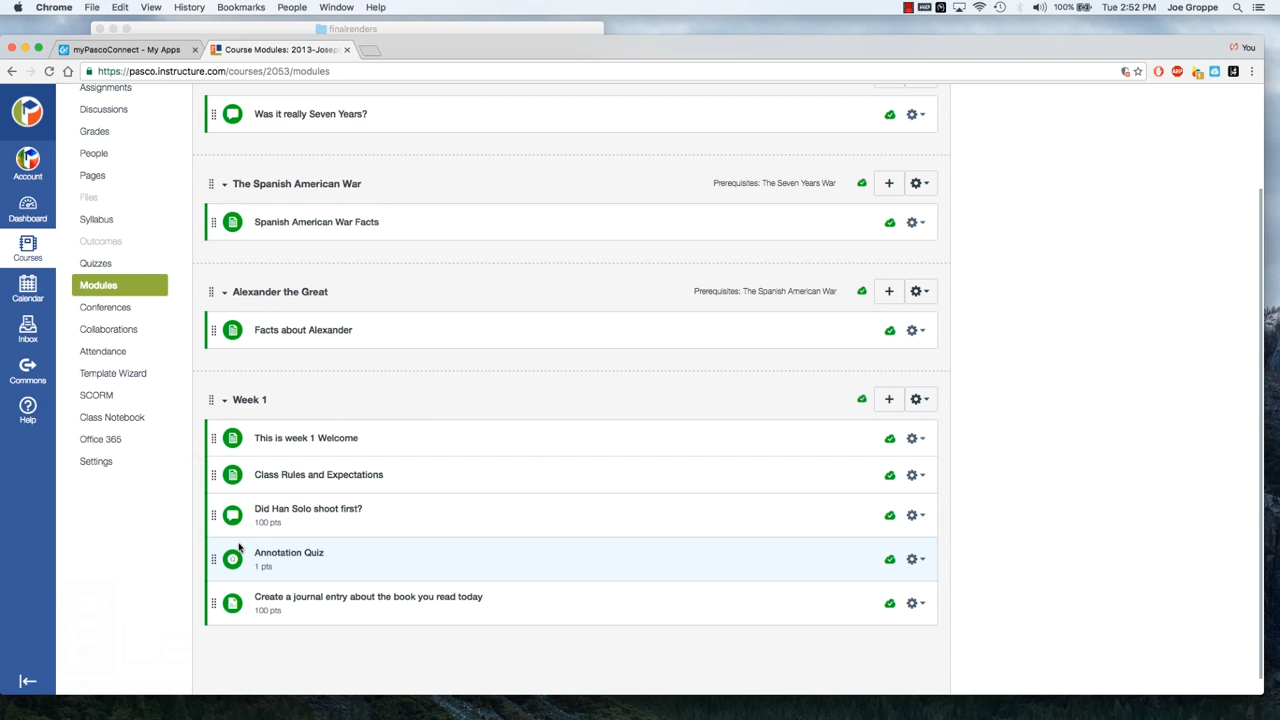 Chrome File Edit View History Bookmarks People Window Help 100% Tue 2:52 PM Joe Groppe
finalrenders
myPascoConnect - My Apps Course Modules: 2013-Josep You
https://pasco.instructure.com/courses/2053/modules
Assignments
Discussions
Grades
People
Pages
Files
Syllabus
Outcomes
Quizzes
Modules
Conferences
Collaborations
Attendance
Template Wizard
SCORM
Class Notebook
Office 365
Settings
Account
Dashboard
Courses
Calendar
Inbox
Commons
Help
Was it really Seven Years?
The Spanish American War Prerequisites: The Seven Years War
Spanish American War Facts
Alexander the Great Prerequisites: The Spanish American War
Facts about Alexander
Week 1
This is week 1 Welcome
Class Rules and Expectations
Did Han Solo shoot first?
100 pts
Annotation Quiz
1 pts
Create a journal entry about the book you read today
100 pts
my